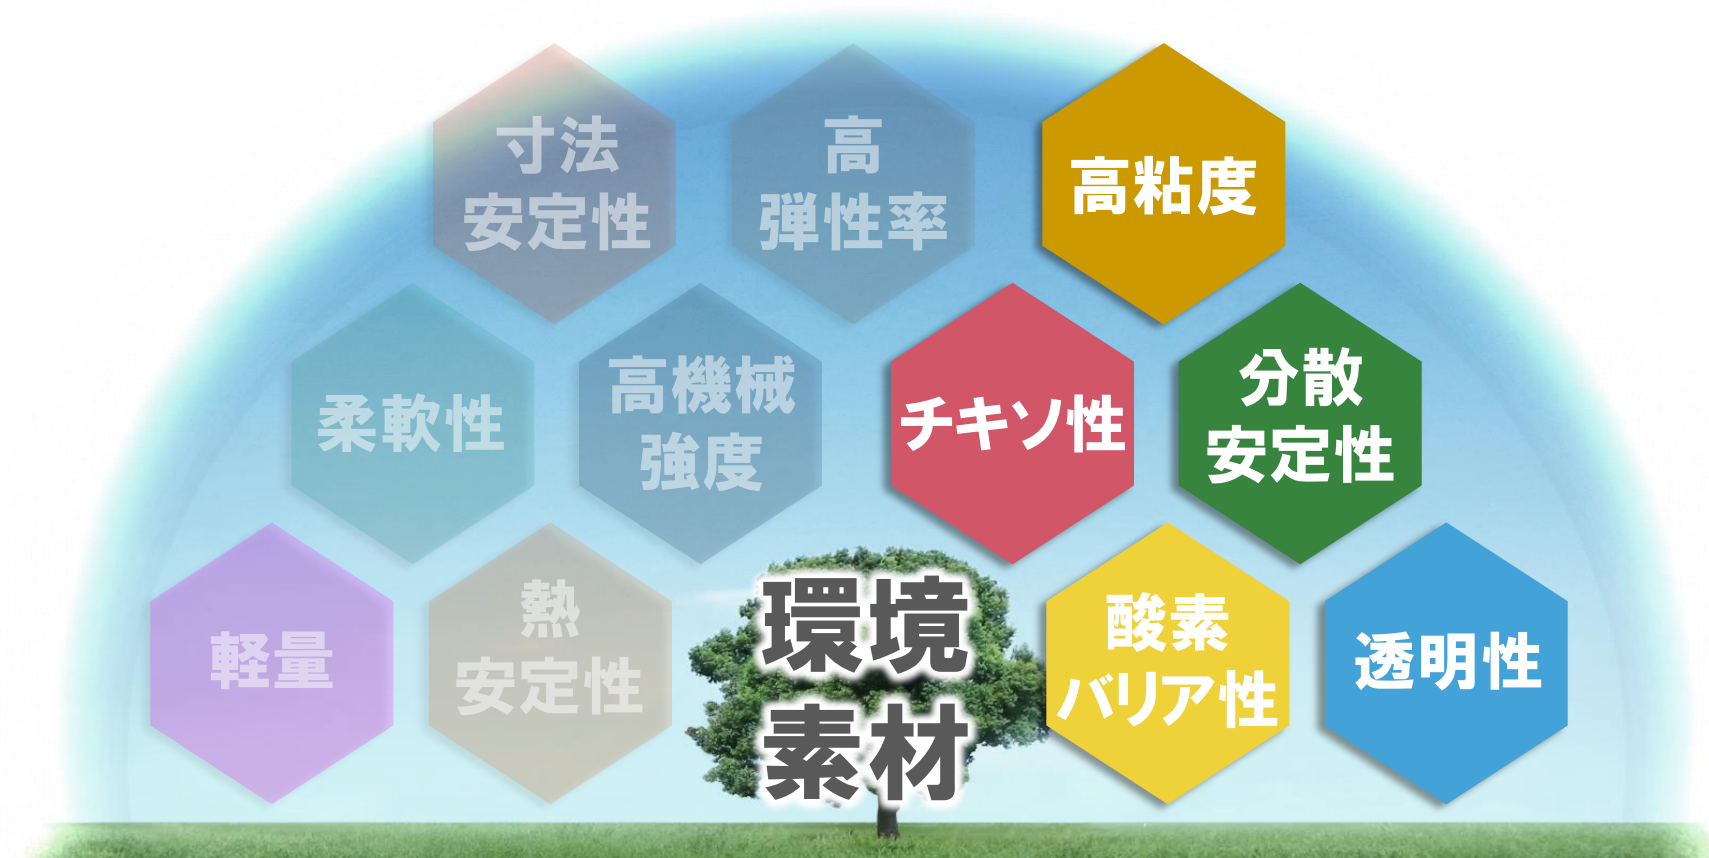 寸法
安定性
高
弾性率
高粘度
柔軟性
高機械
強度
チキソ性
分散
安定性
軽量
熱
安定性
環境
素材
酸素
バリア性
透明性